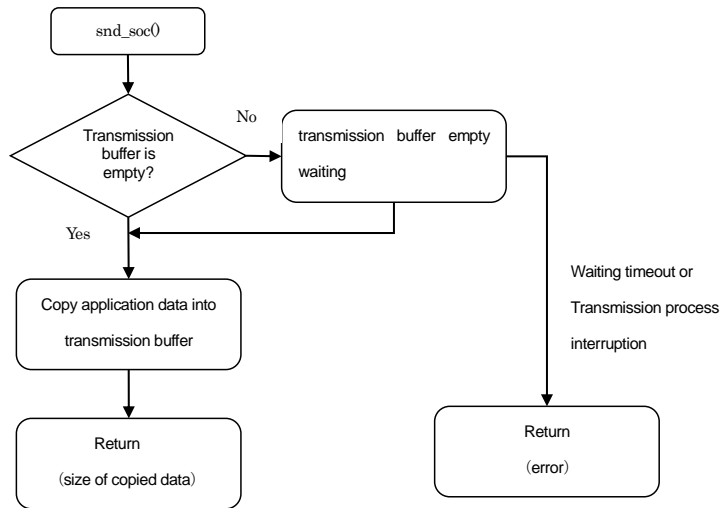 snd_soc()
Transmission
buffer is
empty?
No
transmission buffer empty
waiting
Yes
Copy application data into
transmission buffer
Waiting timeout or
Transmission process
interruption
Return
(size of copied data)
Return
(error)